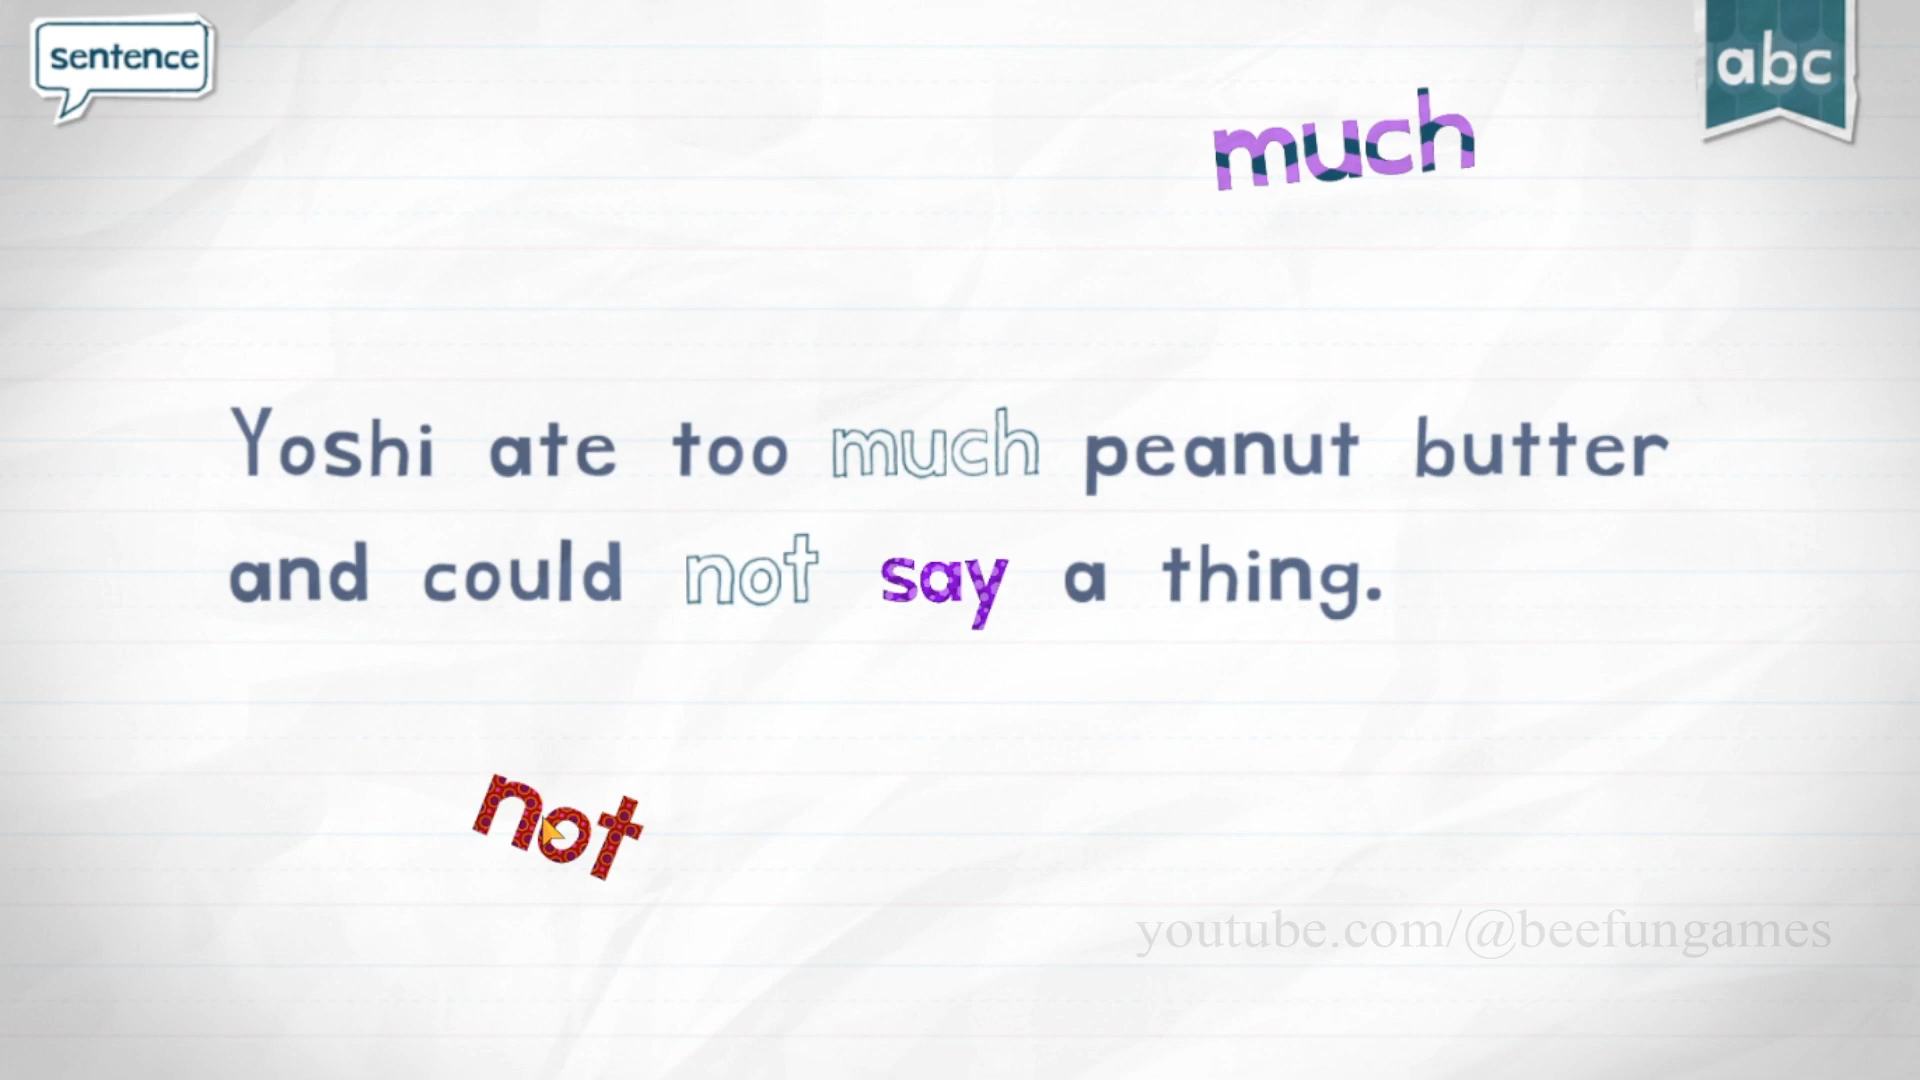 sentence
abc
much
Yoshi ate too much peanut butter
and could not say a thing.
not
youtube.com/@beefungames